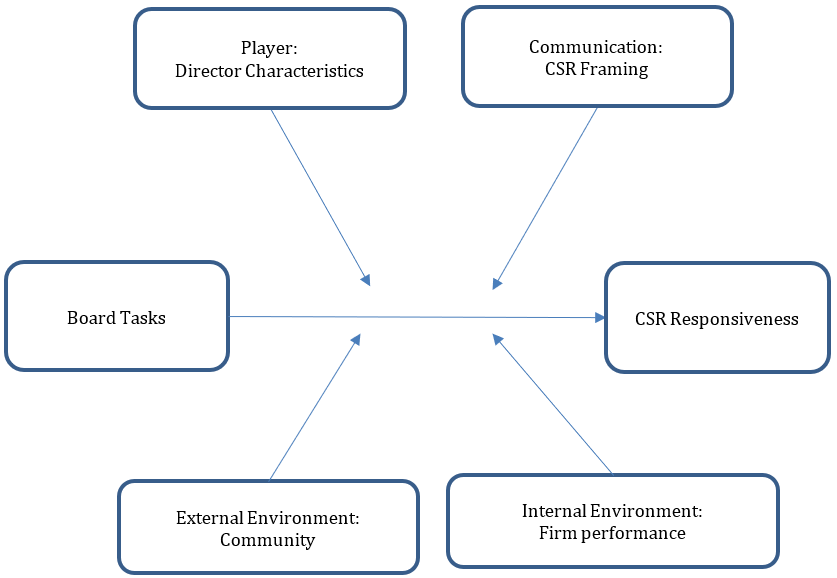 Player:
Director Characteristics
Communication:
CSR Framing
Board Tasks
CSR Responsiveness
External Environment:
Community
Internal Environment:
Firm performance